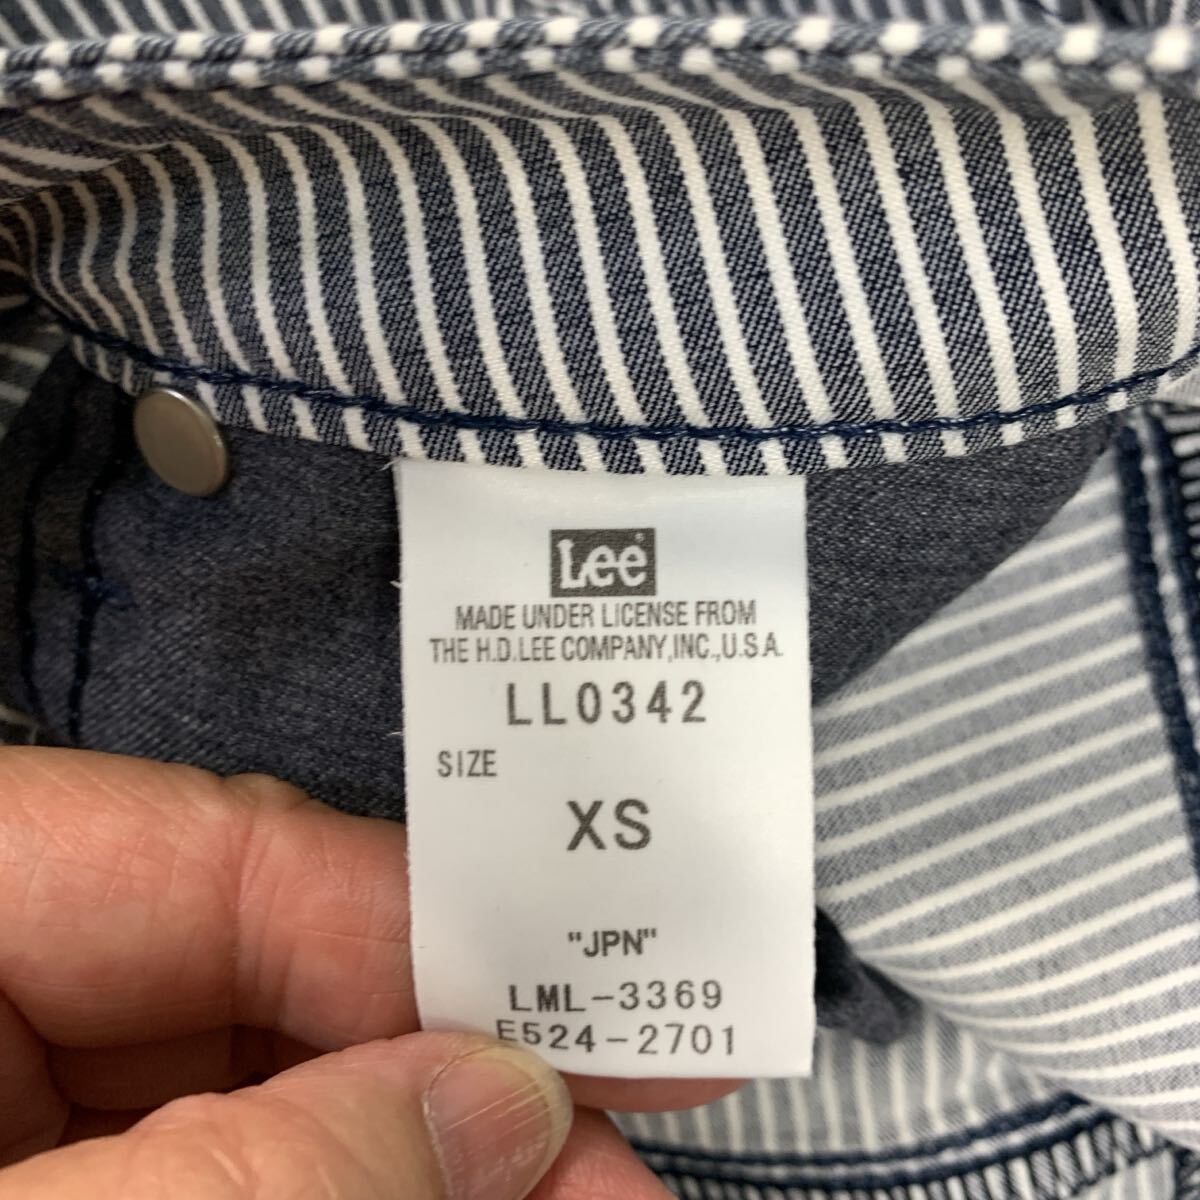 Lee
MADE UNDER LICENSE FROM
THE H.D.LEE COMPANY,INC.,U.S.A.
LL0342
SIZE
XS
"JPN"
LML-3369
E524-2701